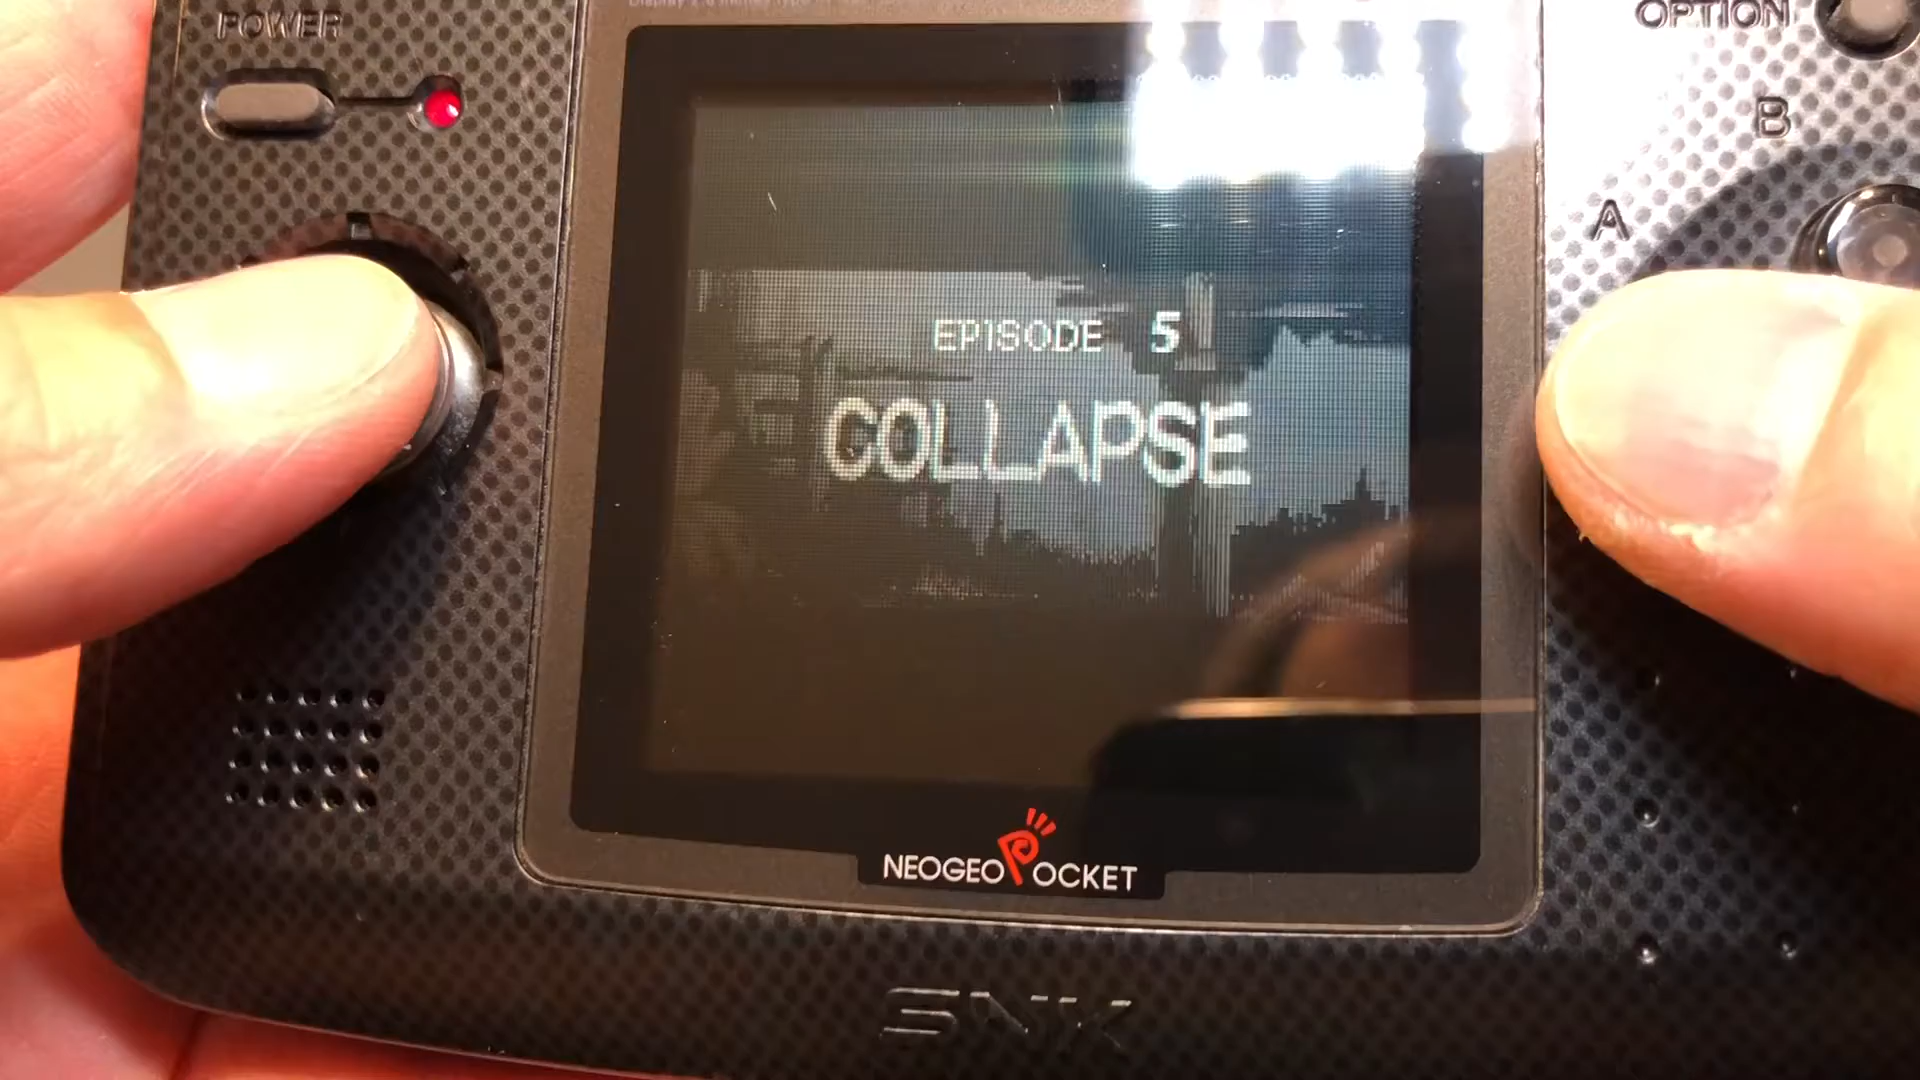 POWER
OPTION
B
A
EPISODE 5
COLLAPSE
NEOGEO POCKET
SNK